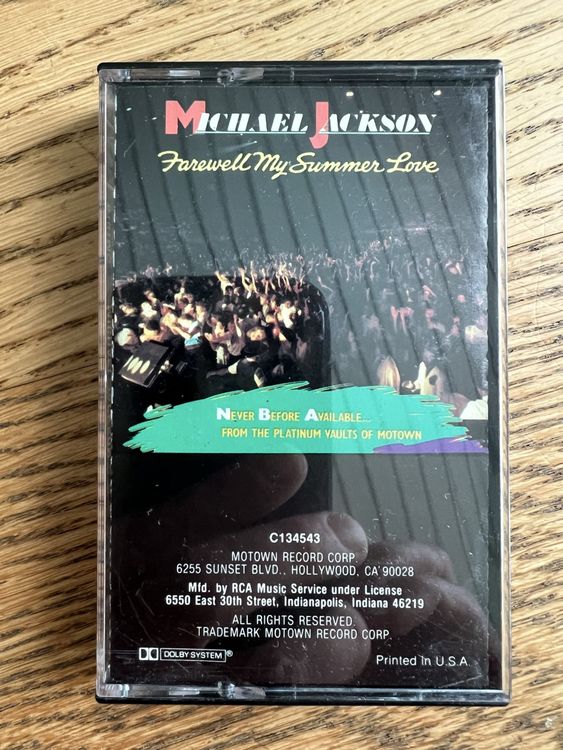 MICHAEL JACKSON
Farewell My Summer Love
NEVER BEFORE AVAILABLE...
FROM THE PLATINUM VAULTS OF MOTOWN
C134543
MOTOWN RECORD CORP.
6255 SUNSET BLVD., HOLLYWOOD, CA 90028
Mfd. by RCA Music Service under License
6550 East 30th Street, Indianapolis, Indiana 46219
ALL RIGHTS RESERVED.
TRADEMARK MOTOWN RECORD CORP.
DOLBY SYSTEM®
Printed in U.S.A.